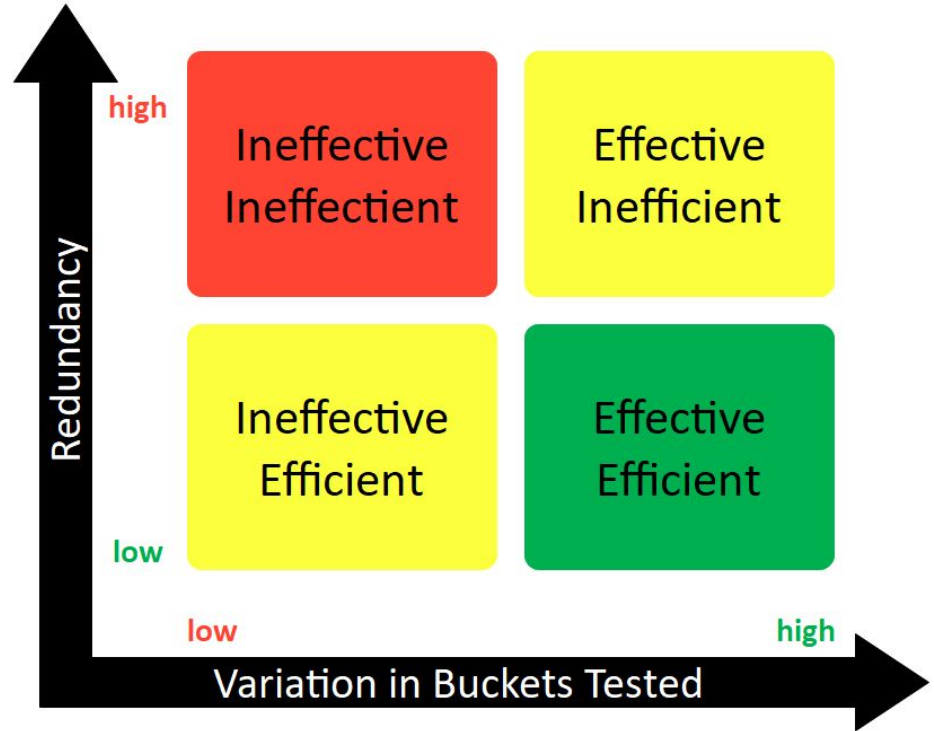 high
Ineffective
Ineffectient
Effective
Inefficient
Redundancy
Ineffective
Efficient
Effective
Efficient
low
low
high
Variation in Buckets Tested